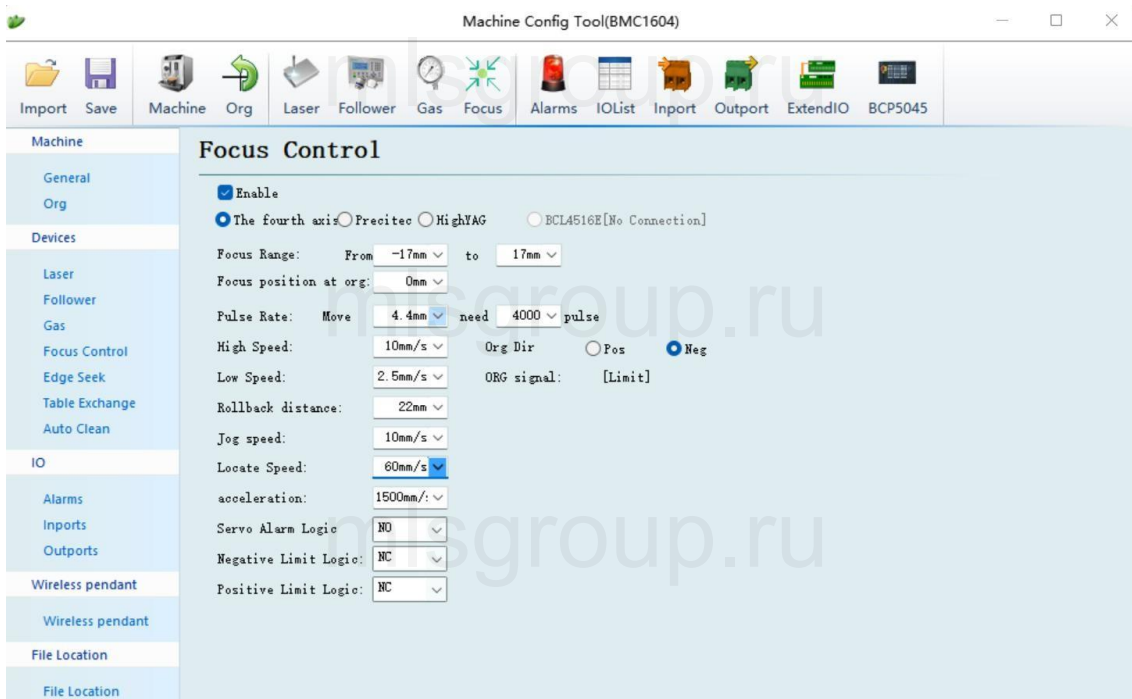 Machine Config Tool(BMC1604)
Import Save Machine Org Laser Follower Gas Focus Alarms IOList Inport Outport ExtendIO BCP5045
Machine
General
Org
Devices
Laser
Follower
Gas
Focus Control
Edge Seek
Table Exchange
Auto Clean
IO
Alarms
Inports
Outports
Wireless pendant
Wireless pendant
File Location
File Location
Focus Control
Enable
The fourth axis Precitec HighYAG BCL4516E[No Connection]
Focus Range: From -17mm to 17mm
Focus position at org: 0mm
Pulse Rate: Move 4.4mm need 4000 pulse
High Speed: 10mm/s Org Dir Pos Neg
Low Speed: 2.5mm/s ORG signal: [Limit]
Rollback distance: 22mm
Jog speed: 10mm/s
Locate Speed: 60mm/s
acceleration: 1500mm/:
Servo Alarm Logic NO
Negative Limit Logic: NC
Positive Limit Logic: NC
mlsgroup.ru
mlsgroup.ru
mlsgroup.ru